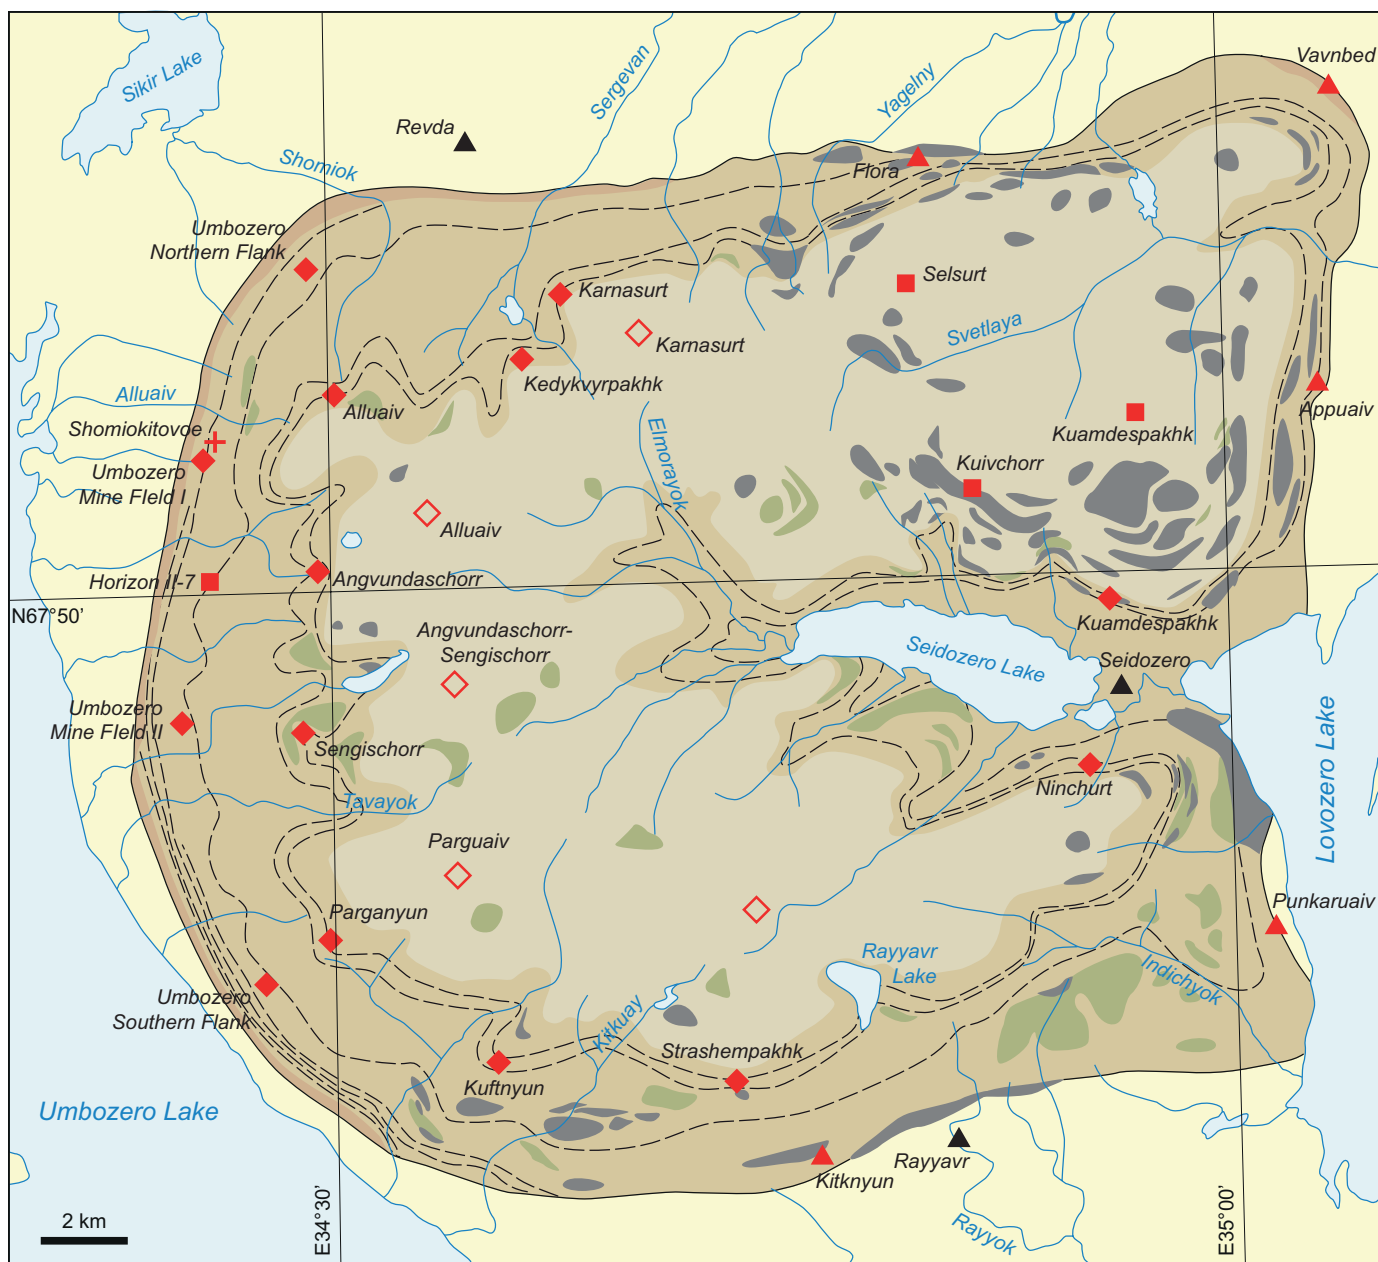 Vavnbed
Sikir Lake
Sergevan
Yagelny
Revda
Shomiok
Flora
Umbozero
Northern Flank
Selsurt
Karnasurt
Svetlaya
Karnasurt
Kedykvyrpakhk
Alluaiv
Alluaiv
Appuaiv
Shomiokitovoe
Kuamdespakhk
Elmorayok
Kuivchorr
Umbozero
Mine FIeld I
Alluaiv
Horizon II-7
Angvundaschorr
N67°50’
Angvundaschorr-
Sengischorr
Kuamdespakhk
Seidozero Lake
Seidozero
Umbozero
Mine FIeld II
Sengischorr
Lovozero Lake
Ninchurt
Tavayok
Parguaiv
Punkaruaiv
Parganyun
Rayyavr
Lake
Indichyok
Umbozero
Southern Flank
Kitkuay
Strashempakhk
Kuftnyun
Umbozero Lake
Rayyavr
Kitknyun
Rayyok
E34°30’
E35°00’
2 km